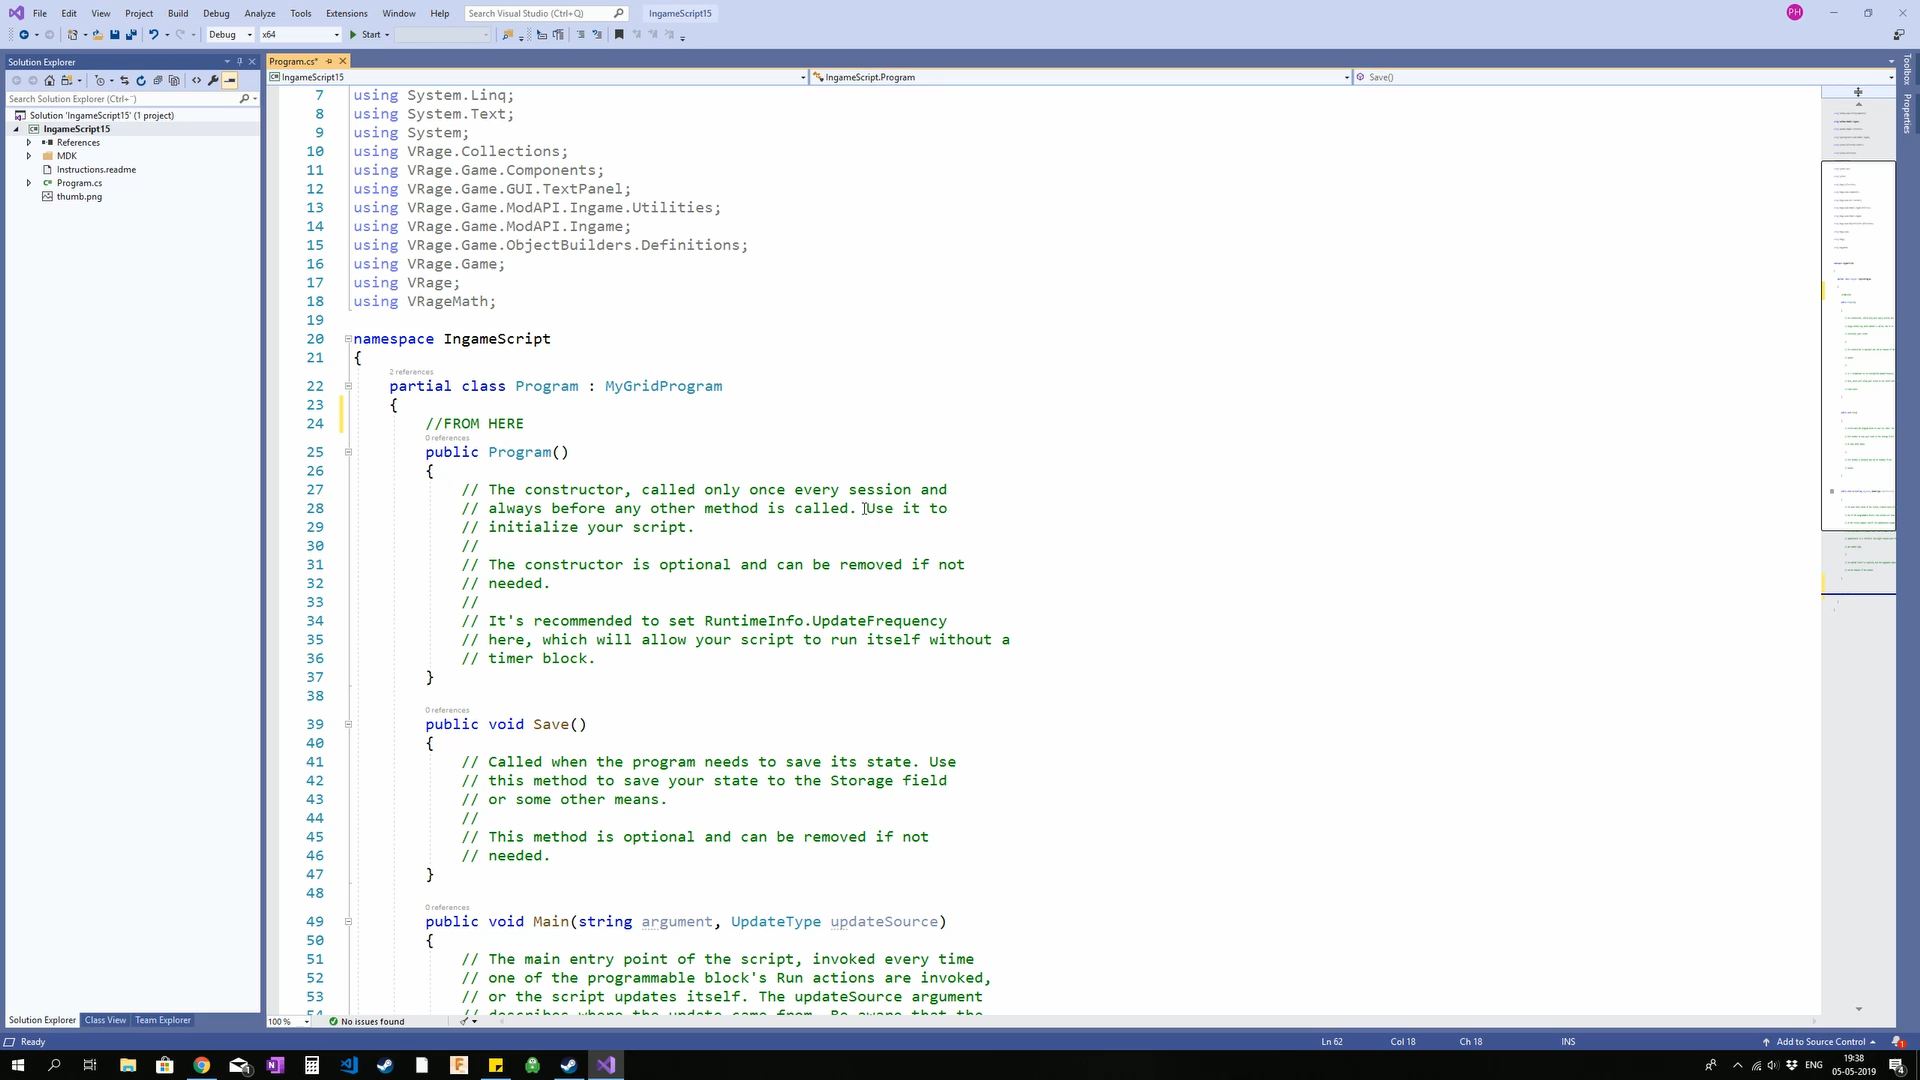 File Edit View Project Build Debug Analyze Tools Extensions Window Help Search Visual Studio (Ctrl+Q) IngameScript15 PH
Debug x64 Start
Solution Explorer
Search Solution Explorer (Ctrl+¨)
Solution 'IngameScript15' (1 project)
IngameScript15
References
MDK
Instructions.readme
Program.cs
thumb.png
Program.cs*
IngameScript15 IngameScript.Program Save()
7 using System.Linq;
8 using System.Text;
9 using System;
10 using VRage.Collections;
11 using VRage.Game.Components;
12 using VRage.Game.GUI.TextPanel;
13 using VRage.Game.ModAPI.Ingame.Utilities;
14 using VRage.Game.ModAPI.Ingame;
15 using VRage.Game.ObjectBuilders.Definitions;
16 using VRage.Game;
17 using VRage;
18 using VRageMath;
19
20 namespace IngameScript
21 {
2 references
22 partial class Program : MyGridProgram
23 {
24 //FROM HERE
0 references
25 public Program()
26 {
27 // The constructor, called only once every session and
28 // always before any other method is called. Use it to
29 // initialize your script.
30 //
31 // The constructor is optional and can be removed if not
32 // needed.
33 //
34 // It's recommended to set RuntimeInfo.UpdateFrequency
35 // here, which will allow your script to run itself without a
36 // timer block.
37 }
38
0 references
39 public void Save()
40 {
41 // Called when the program needs to save its state. Use
42 // this method to save your state to the Storage field
43 // or some other means.
44 //
45 // This method is optional and can be removed if not
46 // needed.
47 }
48
0 references
49 public void Main(string argument, UpdateType updateSource)
50 {
51 // The main entry point of the script, invoked every time
52 // one of the programmable block's Run actions are invoked,
53 // or the script updates itself. The updateSource argument
54 // describes where the update came from. Be aware that the
Toolbox
Properties
Solution Explorer Class View Team Explorer
100 % No issues found
Ready Ln 62 Col 18 Ch 18 INS Add to Source Control 1
ENG 19:38
05-05-2019